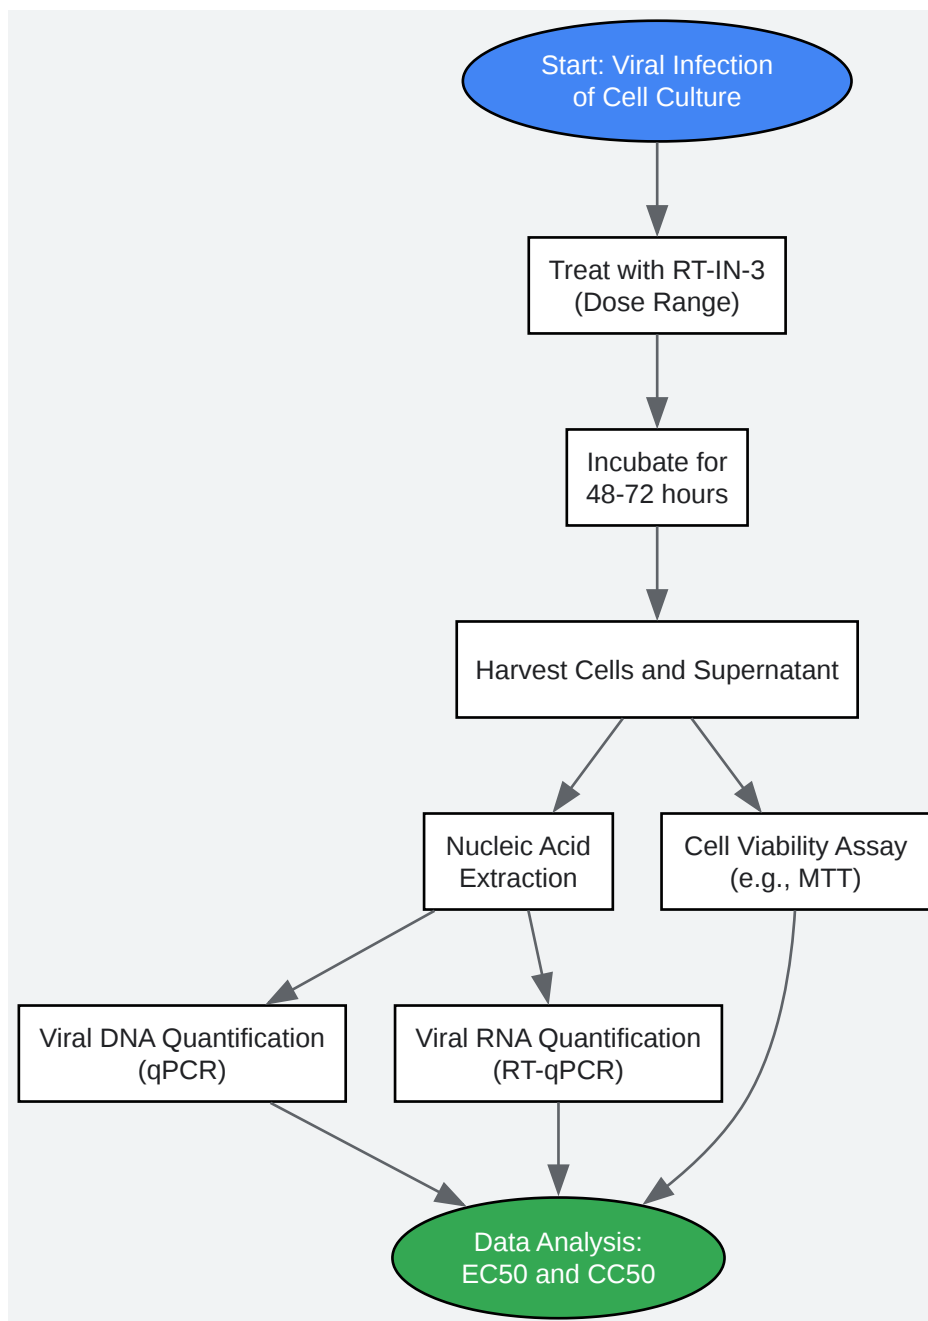 Start: Viral Infection
of Cell Culture
Treat with RT-IN-3
(Dose Range)
Incubate for
48-72 hours
Harvest Cells and Supernatant
Nucleic Acid
Extraction
Cell Viability Assay
(e.g., MTT)
Viral DNA Quantification
(qPCR)
Viral RNA Quantification
(RT-qPCR)
Data Analysis:
EC50 and CC50